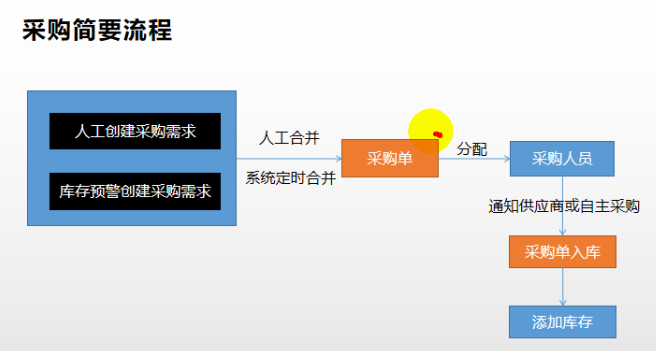 采购简要流程
人工创建采购需求
库存预警创建采购需求
人工合并
系统定时合并
采购单
分配
采购人员
通知供应商或自主采购
采购单入库
添加库存